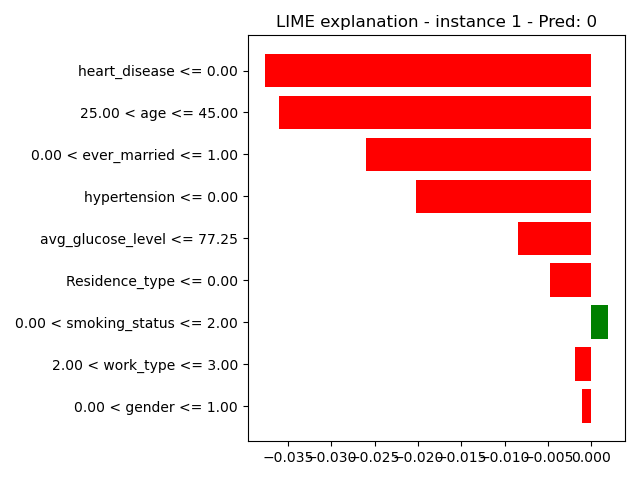 LIME explanation - instance 1 - Pred: 0
heart_disease <= 0.00
25.00 < age <= 45.00
0.00 < ever_married <= 1.00
hypertension <= 0.00
avg_glucose_level <= 77.25
Residence_type <= 0.00
0.00 < smoking_status <= 2.00
2.00 < work_type <= 3.00
0.00 < gender <= 1.00
−0.035 −0.030 −0.025 −0.020 −0.015 −0.010 −0.005 0.000